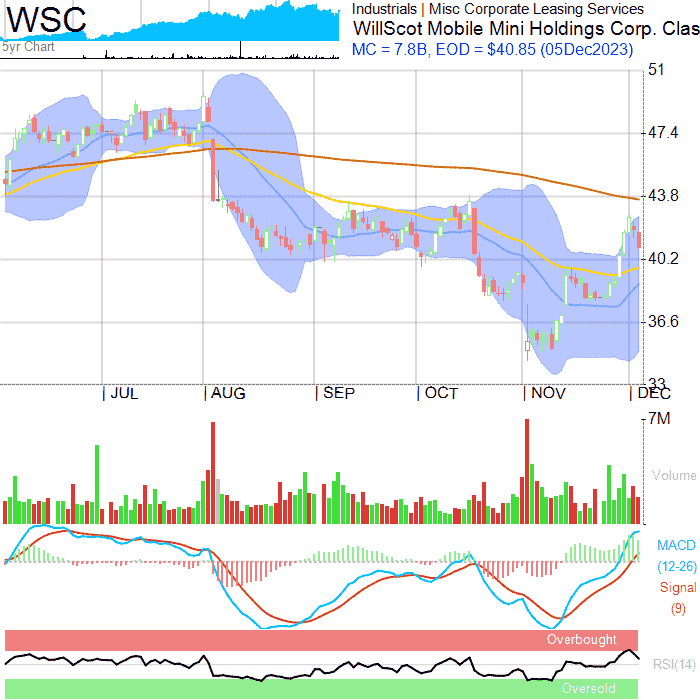 WSC
5yr Chart
Industrials | Misc Corporate Leasing Services
WillScot Mobile Mini Holdings Corp. Clas
MC = 7.8B, EOD = $40.85 (05Dec2023)
51
47.4
43.8
40.2
36.6
33
JUL AUG SEP OCT NOV DEC
7M
Volume
MACD
(12-26)
Signal
(9)
Overbought
RSI(14)
Oversold